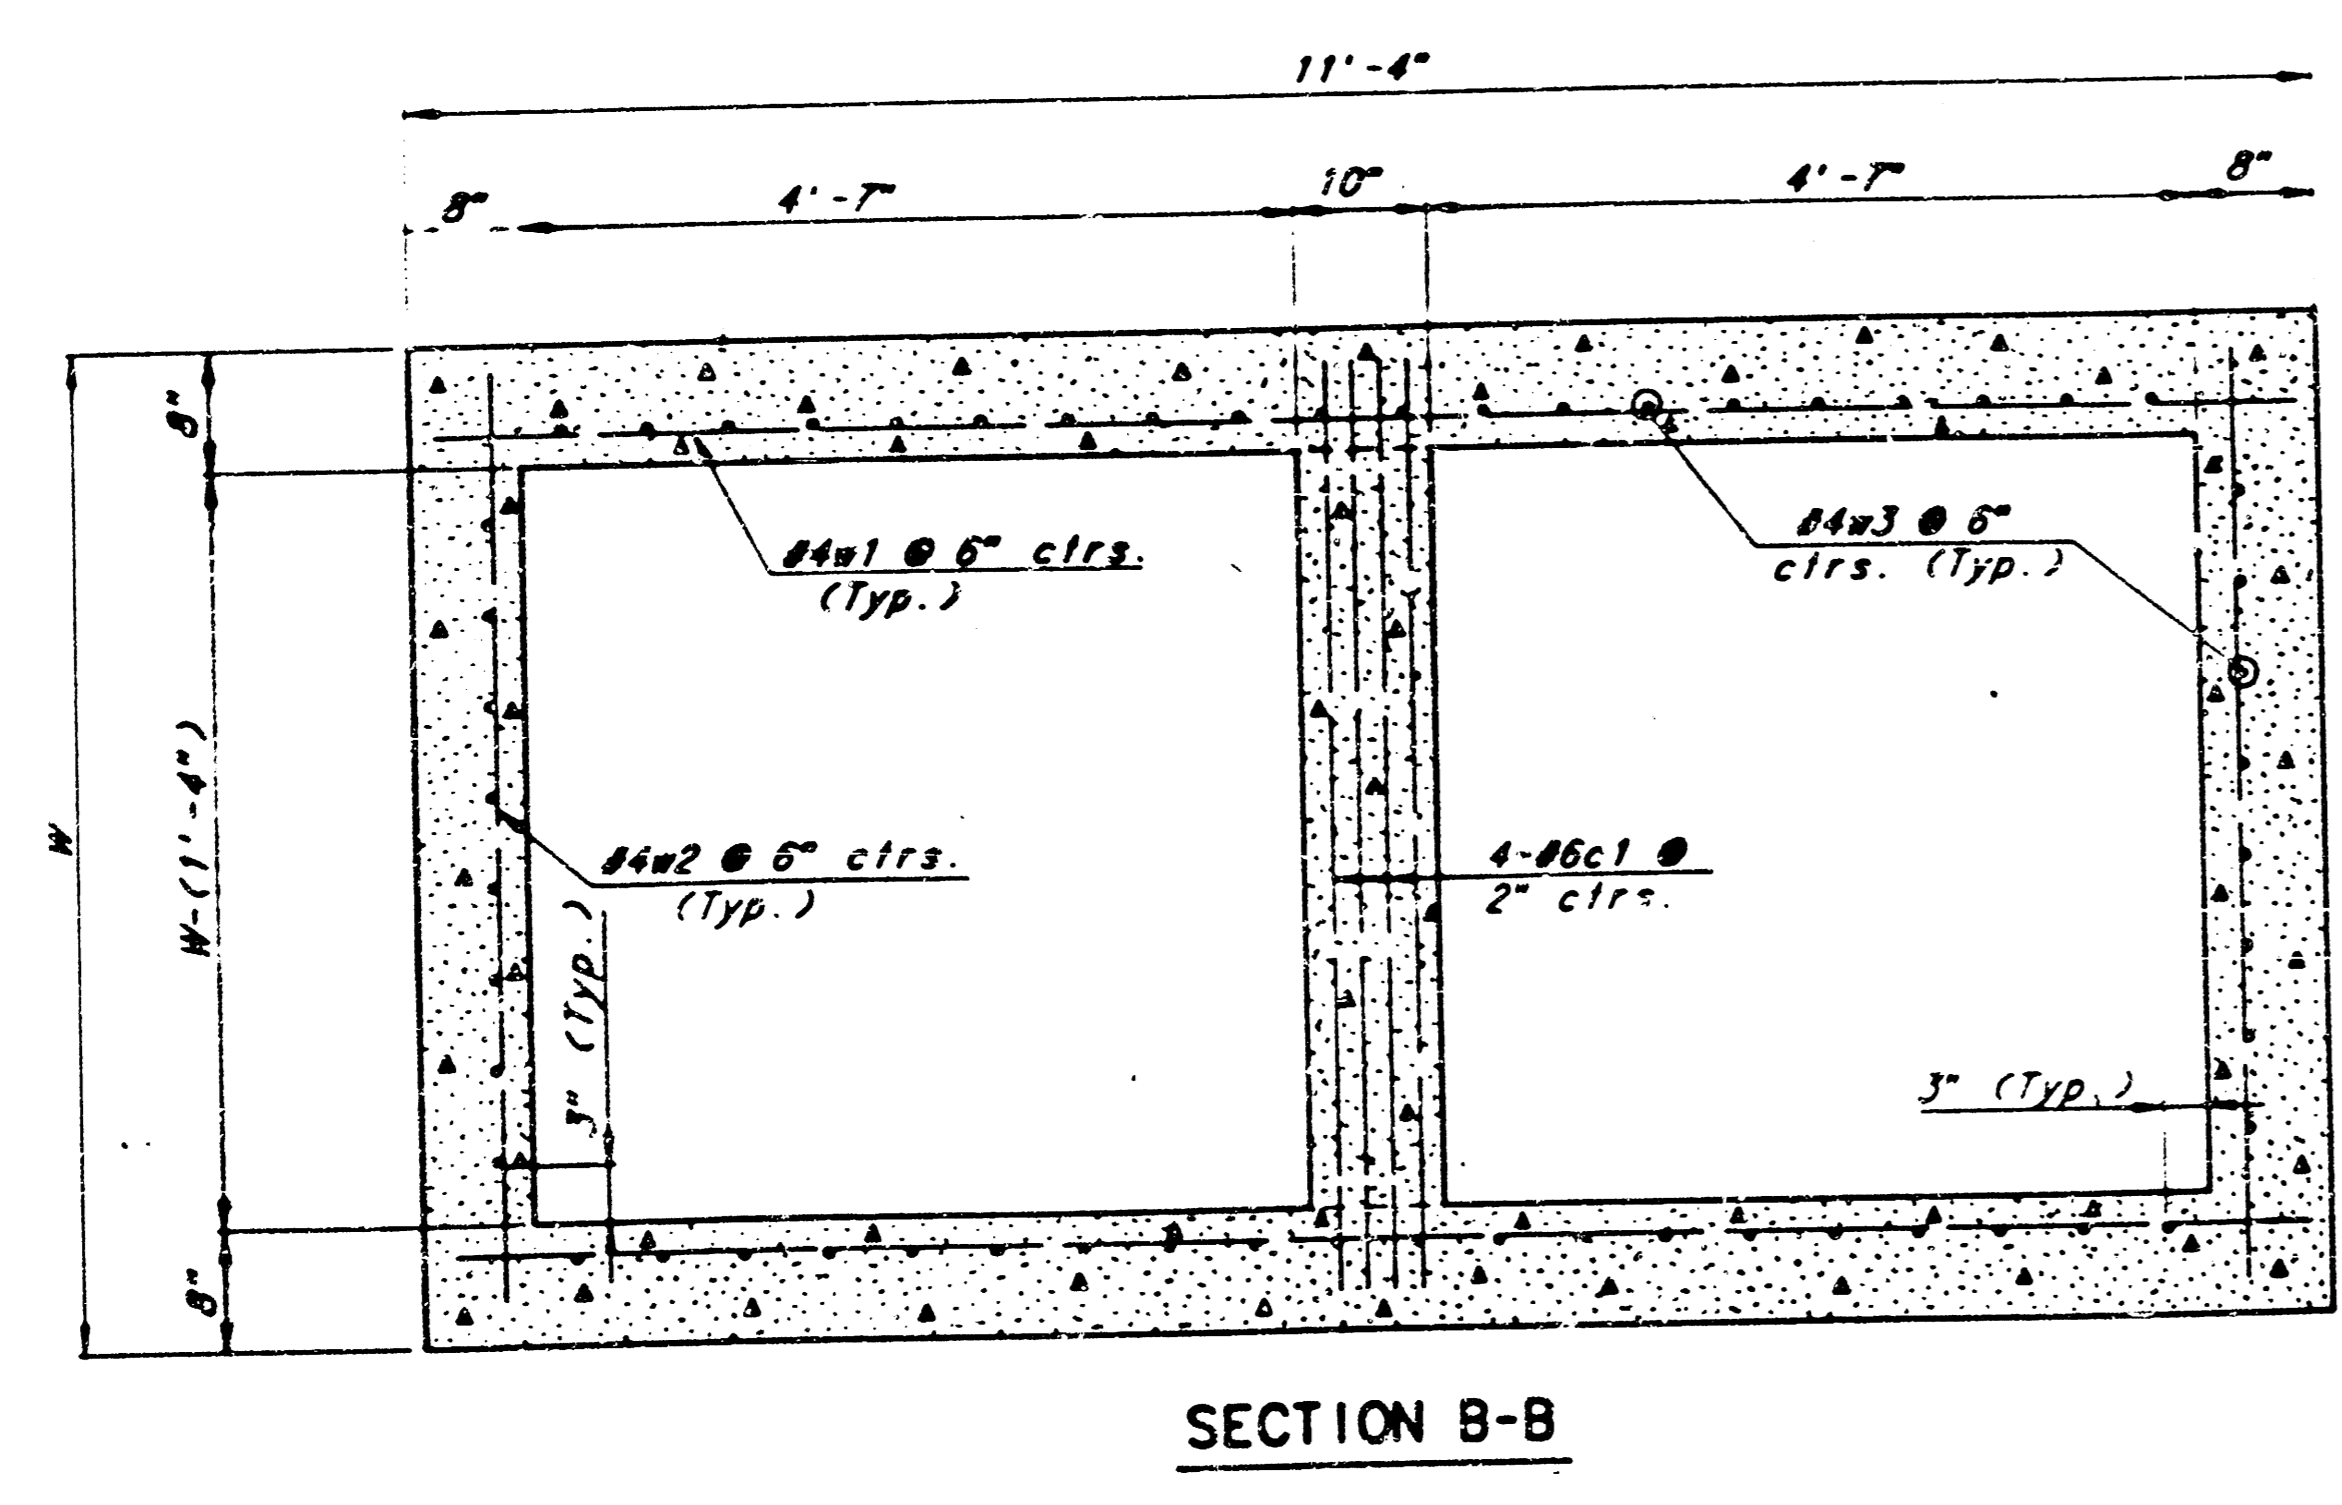 11'-4"
8"
4'-7"
10"
4'-7"
8"
8"
#4w1 @ 6" ctrs.
(Typ.)
#4w3 @ 6"
ctrs. (Typ.)
W
W-(1'-4")
#4w2 @ 6" ctrs.
(Typ.)
4-#6c1 @
2" ctrs.
3" (Typ.)
3" (Typ.)
8"
SECTION B-B